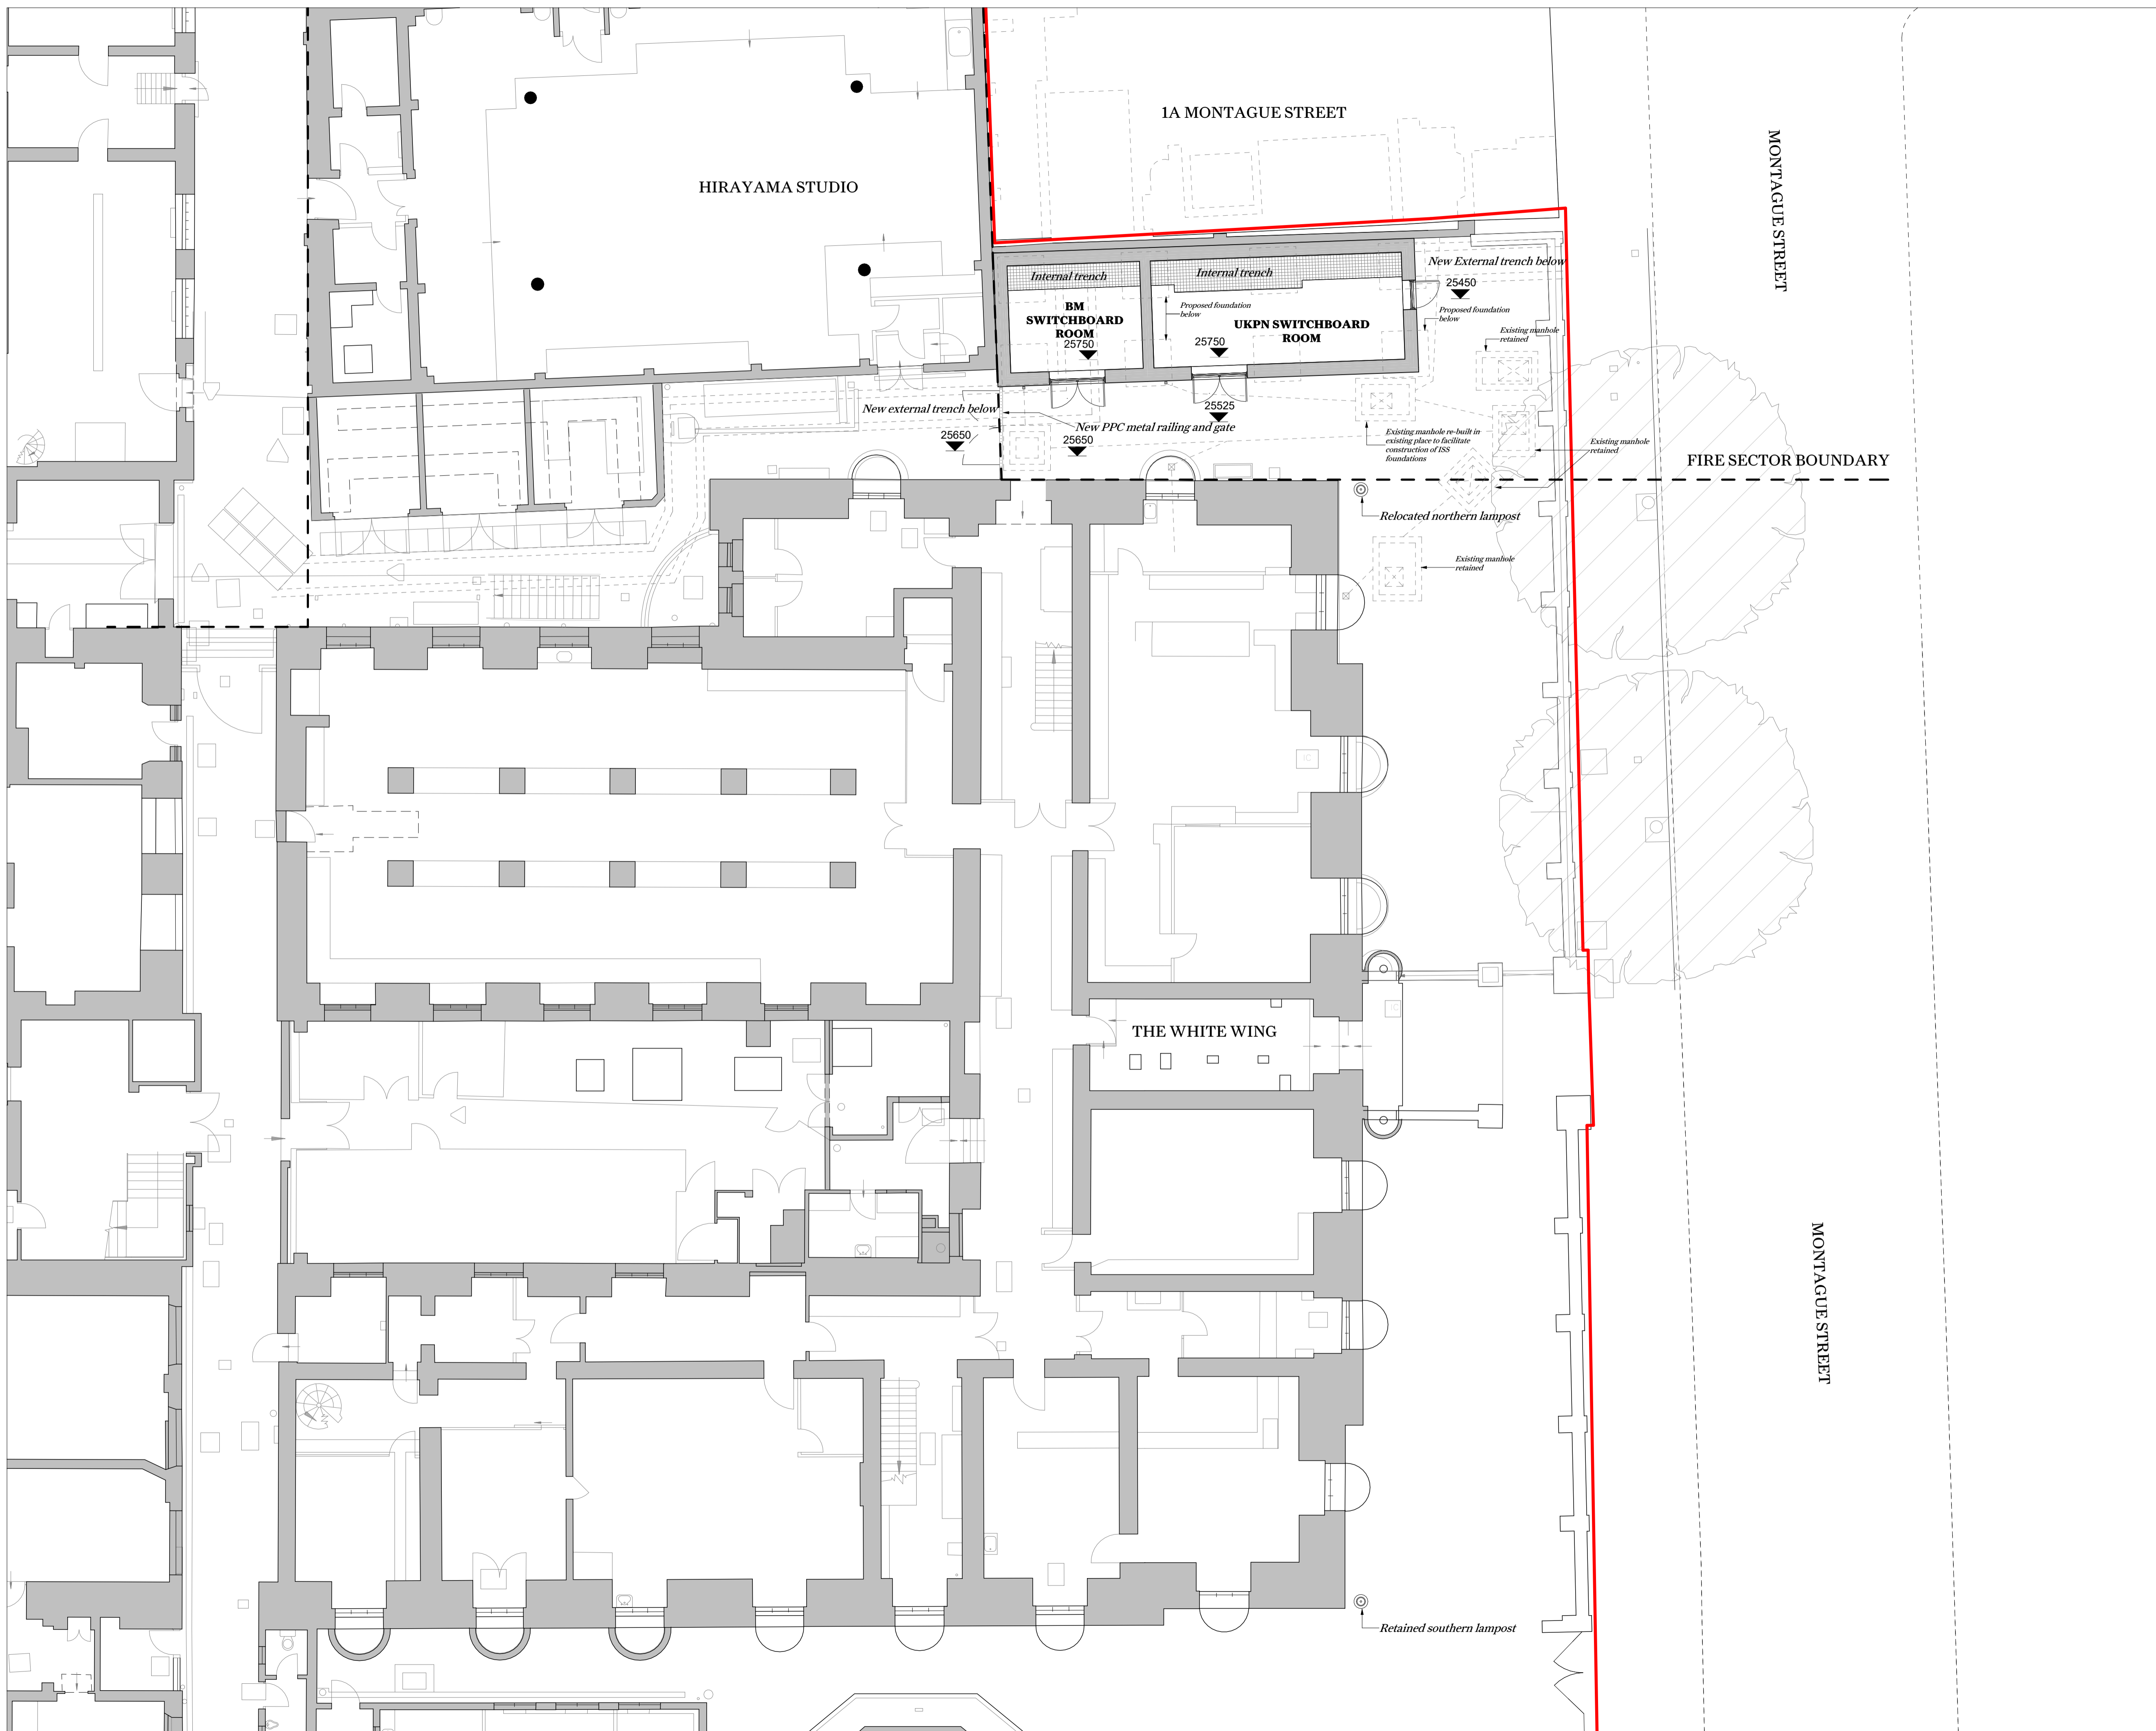 1A MONTAGUE STREET
MONTAGUE STREET
HIRAYAMA STUDIO
New External trench below
Internal trench
Internal trench
25450
BM
SWITCHBOARD
ROOM
25750
Proposed foundation
below
UKPN SWITCHBOARD
ROOM
25750
Proposed foundation
below
Existing manhole
retained
New external trench below
25650
25525
New PPC metal railing and gate
25650
Existing manhole re-built in
existing place to facilitate
construction of ISS
foundations
Existing manhole
retained
FIRE SECTOR BOUNDARY
Relocated northern lampost
Existing manhole
retained
IC
IC
THE WHITE WING
MONTAGUE STREET
Retained southern lampost